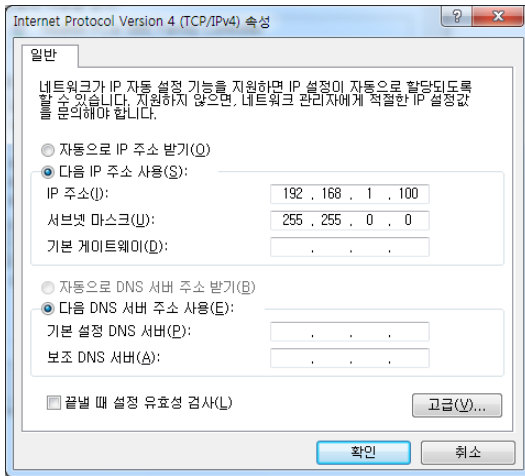 Internet Protocol Version 4 (TCP/IPv4) 속성
일반
네트워크가 IP 자동 설정 기능을 지원하면 IP 설정이 자동으로 할당되도록
할 수 있습니다. 지원하지 않으면, 네트워크 관리자에게 적절한 IP 설정값
을 문의해야 합니다.
자동으로 IP 주소 받기(O)
다음 IP 주소 사용(S):
IP 주소(I): 192 . 168 . 1 . 100
서브넷 마스크(U): 255 . 255 . 0 . 0
기본 게이트웨이(D): . . .
자동으로 DNS 서버 주소 받기(B)
다음 DNS 서버 주소 사용(E):
기본 설정 DNS 서버(P): . . .
보조 DNS 서버(A): . . .
끝낼 때 설정 유효성 검사(L)
고급(V)...
확인 취소